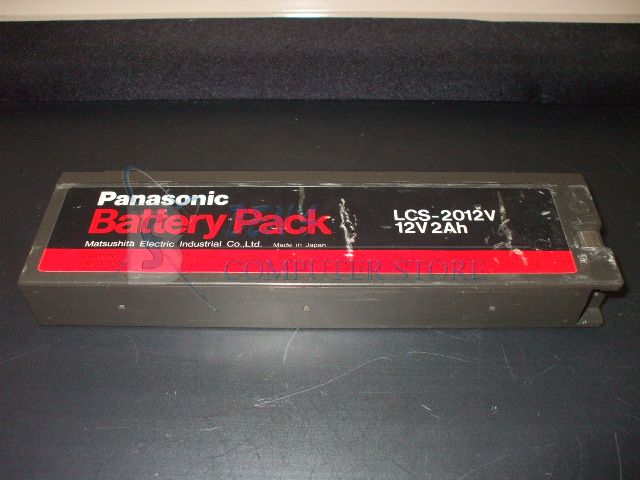 Panasonic
Battery Pack
Matsushita Electric Industrial Co.,Ltd. Made in Japan
LCS-2012V
12V 2Ah
COMPUTER STORE